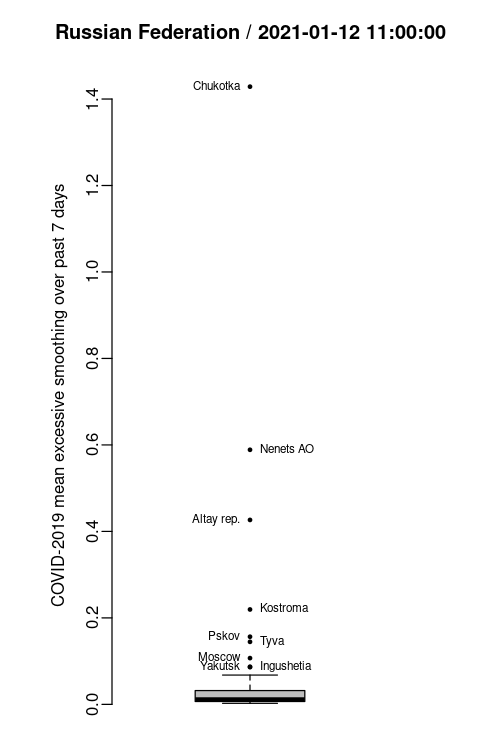 Russian Federation / 2021-01-12 11:00:00
COVID-2019 mean excessive smoothing over past 7 days
1.4
1.2
1.0
0.8
0.6
0.4
0.2
0.0
Chukotka
Nenets AO
Altay rep.
Kostroma
Pskov
Tyva
Moscow
Yakutsk
Ingushetia